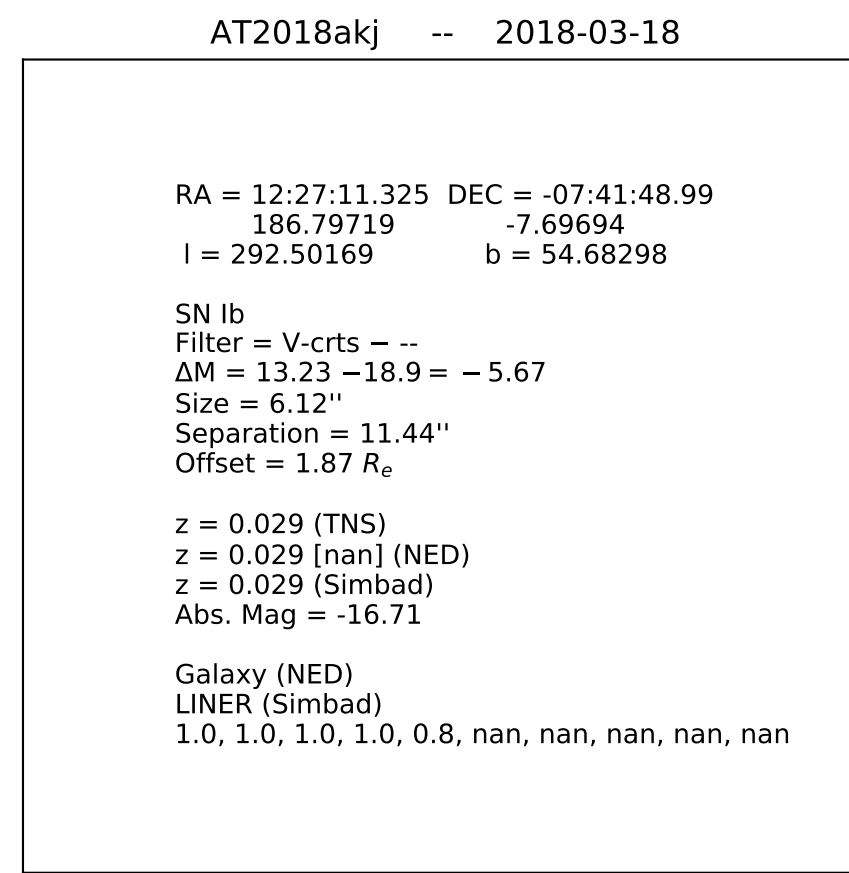 AT2018akj -- 2018-03-18
RA = 12:27:11.325 DEC = -07:41:48.99
186.79719 -7.69694
l = 292.50169 b = 54.68298
SN Ib
Filter = V-crts − --
ΔM = 13.23 −18.9 = − 5.67
Size = 6.12''
Separation = 11.44''
Offset = 1.87 Rₑ
z = 0.029 (TNS)
z = 0.029 [nan] (NED)
z = 0.029 (Simbad)
Abs. Mag = -16.71
Galaxy (NED)
LINER (Simbad)
1.0, 1.0, 1.0, 1.0, 0.8, nan, nan, nan, nan, nan